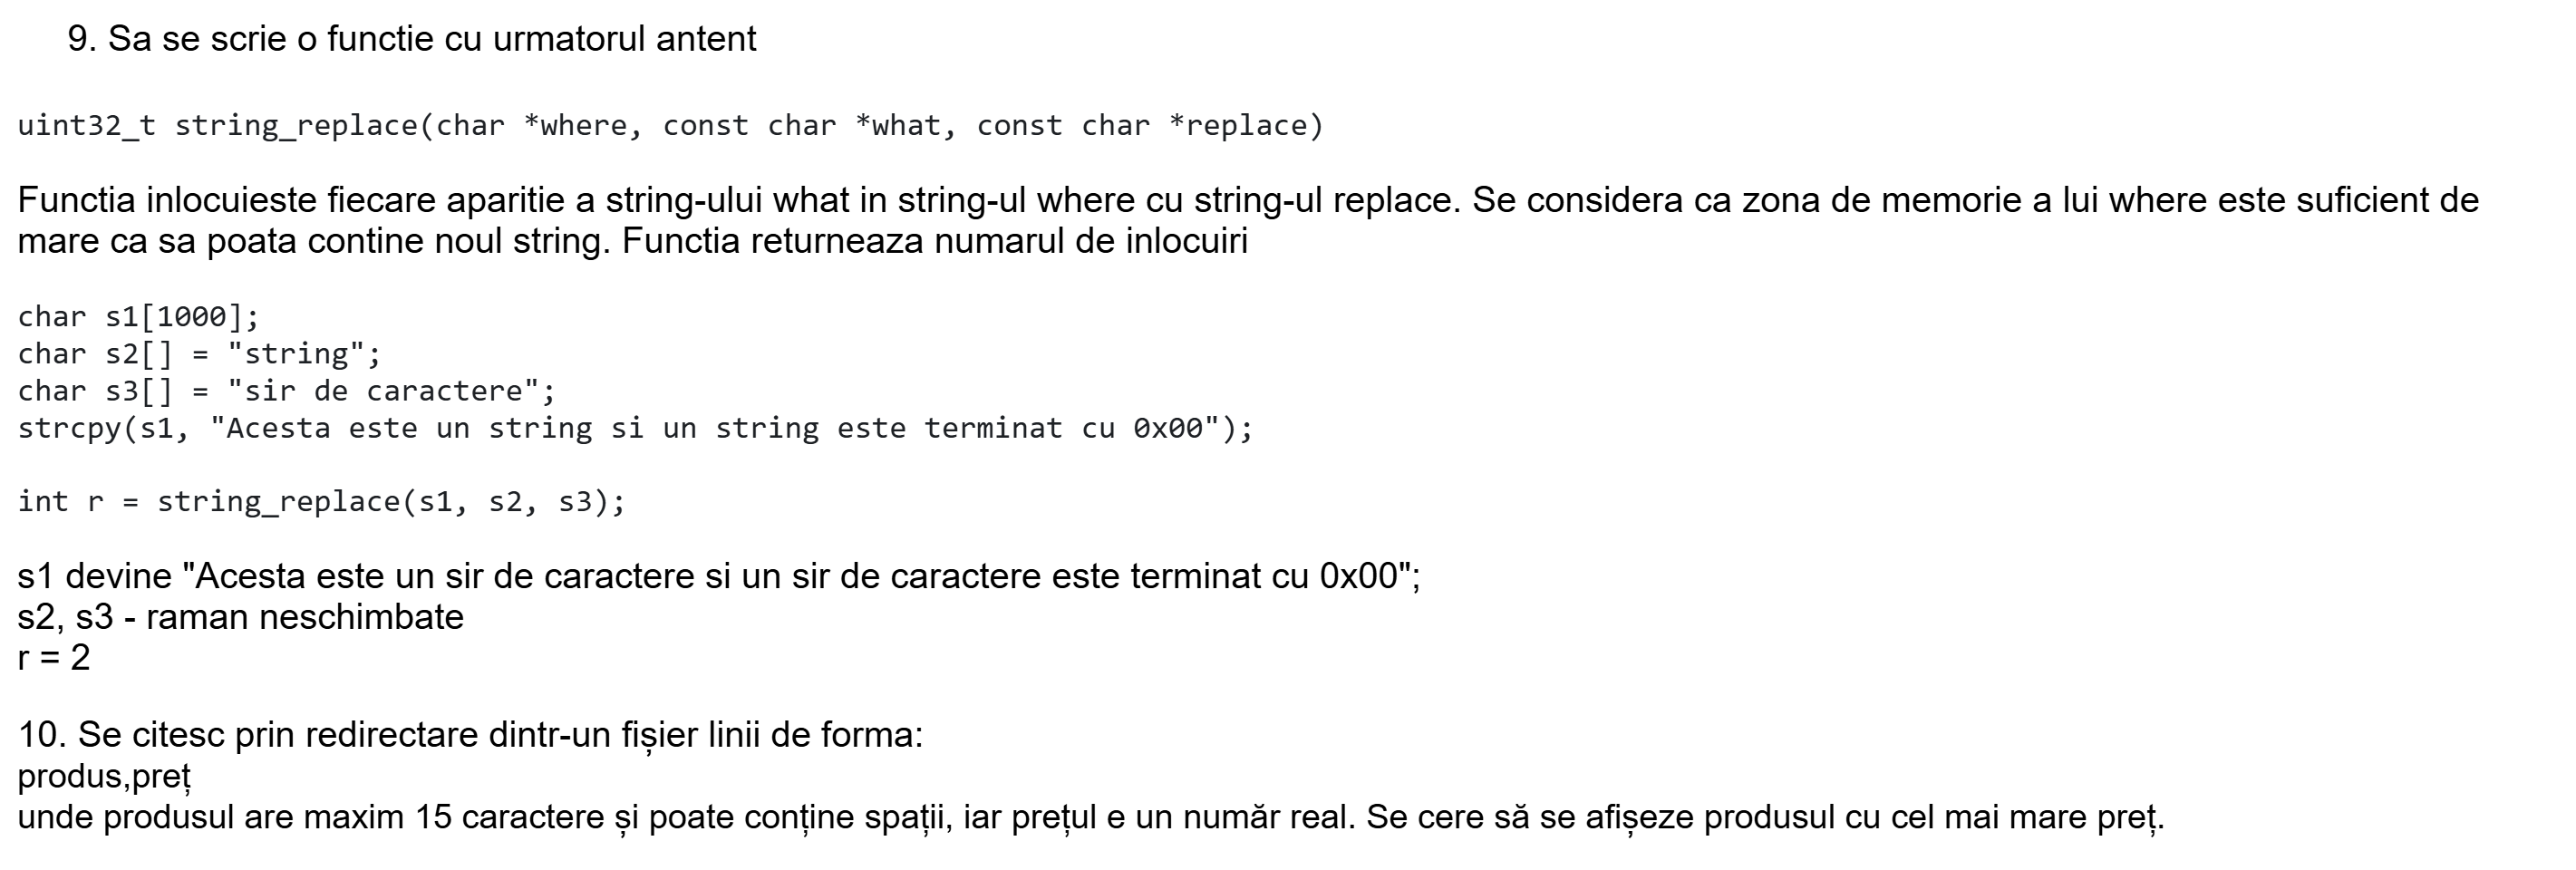 9. Sa se scrie o functie cu urmatorul antent
uint32_t string_replace(char *where, const char *what, const char *replace)
Functia inlocuieste fiecare aparitie a string-ului what in string-ul where cu string-ul replace. Se considera ca zona de memorie a lui where este suficient de
mare ca sa poata contine noul string. Functia returneaza numarul de inlocuiri
char s1[1000];
char s2[] = "string";
char s3[] = "sir de caractere";
strcpy(s1, "Acesta este un string si un string este terminat cu 0x00");
int r = string_replace(s1, s2, s3);
s1 devine "Acesta este un sir de caractere si un sir de caractere este terminat cu 0x00";
s2, s3 - raman neschimbate
r = 2
10. Se citesc prin redirectare dintr-un fișier linii de forma:
produs,preț
unde produsul are maxim 15 caractere și poate conține spații, iar prețul e un număr real. Se cere să se afișeze produsul cu cel mai mare preț.